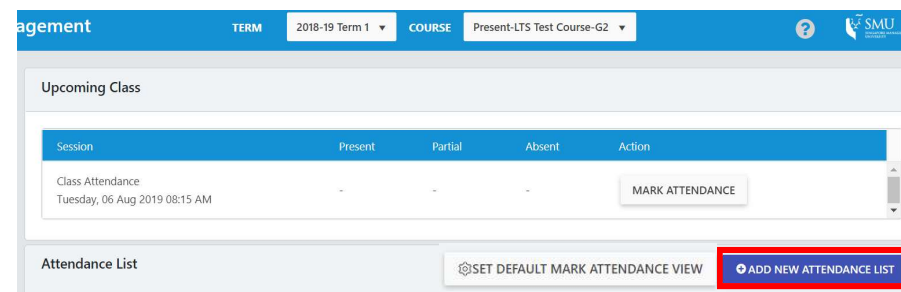 agement TERM 2018-19 Term 1 COURSE Present-LTS Test Course-G2 SMU
Upcoming Class
Session Present Partial Absent Action
Class Attendance
Tuesday, 06 Aug 2019 08:15 AM - - - MARK ATTENDANCE
Attendance List SET DEFAULT MARK ATTENDANCE VIEW ADD NEW ATTENDANCE LIST